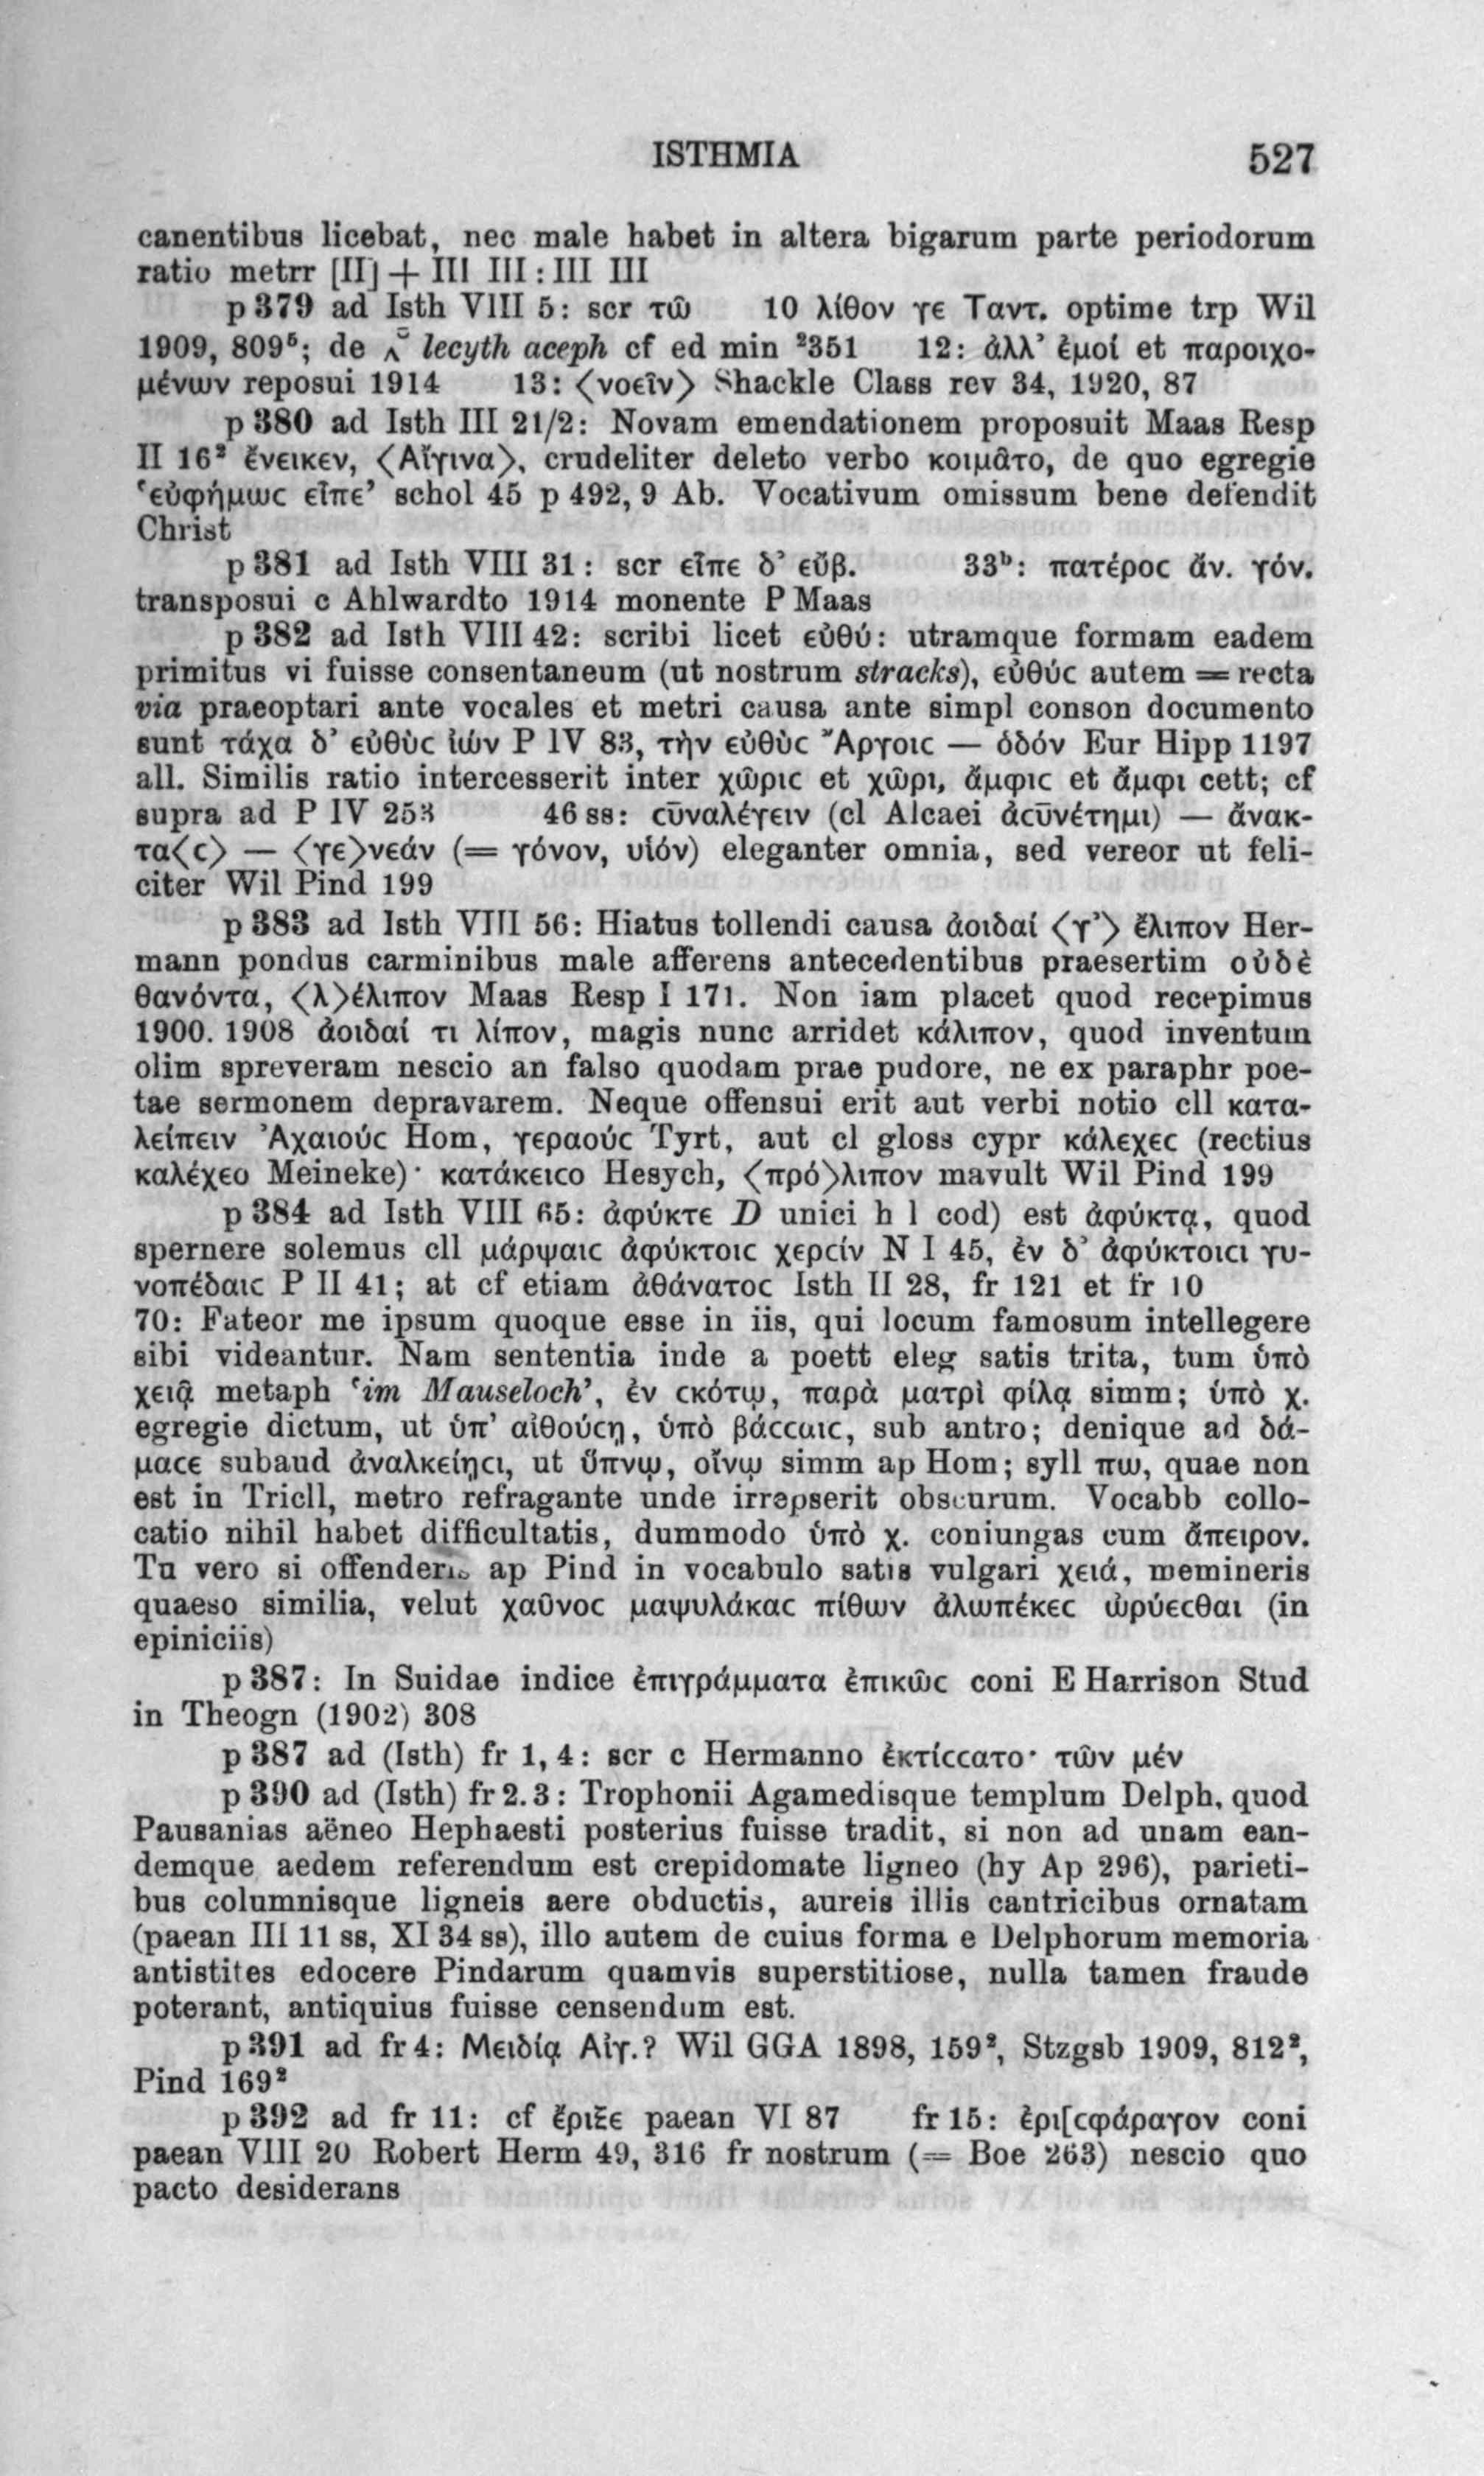 ISTHMIA 527
canentibus licebat, nec male habet in altera bigarum parte periodorum
ratio metrr [II] + III III : III III
p 379 ad Isth VIII 5: scr τῶ 10 λίθον γε Ταντ. optime trp Wil
1909, 809⁵; de lecyth aceph cf ed min ²351 12: ἀλλ’ ἐμοί et παροιχο-
μένων reposui 1914 13: ⟨νοεῖν⟩ Shackle Class rev 34, 1920, 87
p 380 ad Isth III 21/2: Novam emendationem proposuit Maas Resp
II 16² ἔνεικεν, ⟨Αἴγινα⟩, crudeliter deleto verbo κοιμᾶτο, de quo egregie
‘εὐφήμωϲ εἶπε’ schol 45 p 492, 9 Ab. Vocativum omissum bene defendit
Christ
p 381 ad Isth VIII 31: scr εἶπε δ’ εὔβ. 33ᵇ: πατέροϲ ἄν. γόν.
transposui c Ahlwardto 1914 monente P Maas
p 382 ad Isth VIII 42: scribi licet εὐθύ: utramque formam eadem
primitus vi fuisse consentaneum (ut nostrum stracks), εὐθύϲ autem = recta
via praeoptari ante vocales et metri causa ante simpl conson documento
sunt τάχα δ’ εὐθὺϲ ἰών P IV 83, τὴν εὐθὺϲ Ἄργοιϲ — ὁδόν Eur Hipp 1197
all. Similis ratio intercesserit inter χῶριϲ et χῶρι, ἄμφιϲ et ἄμφι cett; cf
supra ad P IV 253 46 ss: ϲῡναλέγειν (cl Alcaei ἀϲῡνέτημι) — ἄνακ-
τα⟨ϲ⟩ — ⟨γε⟩νεάν (= γόνον, υἱόν) eleganter omnia, sed vereor ut feli-
citer Wil Pind 199
p 383 ad Isth VIII 56: Hiatus tollendi causa ἀοιδαί ⟨γ’⟩ ἔλιπον Her-
mann pondus carminibus male afferens antecedentibus praesertim οὐδὲ
θανόντα, ⟨λ⟩έλιπον Maas Resp I 171. Non iam placet quod recepimus
1900. 1908 ἀοιδαί τι λίπον, magis nunc arridet κάλιπον, quod inventum
olim spreveram nescio an falso quodam prae pudore, ne ex paraphr poe-
tae sermonem depravarem. Neque offensui erit aut verbi notio cll κατα-
λείπειν Ἀχαιούϲ Hom, γεραούϲ Tyrt, aut cl gloss cypr κάλεχεϲ (rectius
καλέχεο Meineke)· κατάκειϲο Hesych, ⟨πρό⟩λιπον mavult Wil Pind 199
p 384 ad Isth VIII 65: ἀφύκτε D unici h l cod) est ἀφύκτᾳ, quod
spernere solemus cll μάρψαιϲ ἀφύκτοιϲ χερϲίν N I 45, ἐν δ’ ἀφύκτοιϲι γυ-
νοπέδαιϲ P II 41; at cf etiam ἀθάνατοϲ Isth II 28, fr 121 et fr 10
70: Fateor me ipsum quoque esse in iis, qui locum famosum intellegere
sibi videantur. Nam sententia inde a poett eleg satis trita, tum ὑπὸ
χειᾷ metaph ‘im Mauseloch’, ἐν ϲκότῳ, παρὰ ματρὶ φίλᾳ simm; ὑπὸ χ.
egregie dictum, ut ὑπ’ αἰθούϲῃ, ὑπὸ βάϲϲαιϲ, sub antro; denique ad δά-
μαϲε subaud ἀναλκείῃϲι, ut ὕπνῳ, οἴνῳ simm ap Hom; syll πω, quae non
est in Tricll, metro refragante unde irrepserit obscurum. Vocabb collo-
catio nihil habet difficultatis, dummodo ὑπὸ χ. coniungas cum ἄπειρον.
Tu vero si offenderis ap Pind in vocabulo satis vulgari χειά, memineris
quaeso similia, velut χαῦνοϲ μαψυλάκαϲ πίθων ἀλωπέκεϲ ὠρύεϲθαι (in
epiniciis)
p 387: In Suidae indice ἐπιγράμματα ἐπικῶϲ coni E Harrison Stud
in Theogn (1902) 308
p 387 ad (Isth) fr 1, 4: scr c Hermanno ἐκτίϲϲατο· τῶν μέν
p 390 ad (Isth) fr 2. 3: Trophonii Agamedisque templum Delph, quod
Pausanias aëneo Hephaesti posterius fuisse tradit, si non ad unam ean-
demque aedem referendum est crepidomate ligneo (hy Ap 296), parieti-
bus columnisque ligneis aere obductis, aureis illis cantricibus ornatam
(paean III 11 ss, XI 34 ss), illo autem de cuius forma e Delphorum memoria
antistites edocere Pindarum quamvis superstitiose, nulla tamen fraude
poterant, antiquius fuisse censendum est.
p 391 ad fr 4: Μειδίᾳ Αἰγ.? Wil GGA 1898, 159², Stzgsb 1909, 812²,
Pind 169²
p 392 ad fr 11: cf ἔριξε paean VI 87 fr 15: ἐρι[ϲφάραγον coni
paean VIII 20 Robert Herm 49, 316 fr nostrum (= Boe 263) nescio quo
pacto desiderans